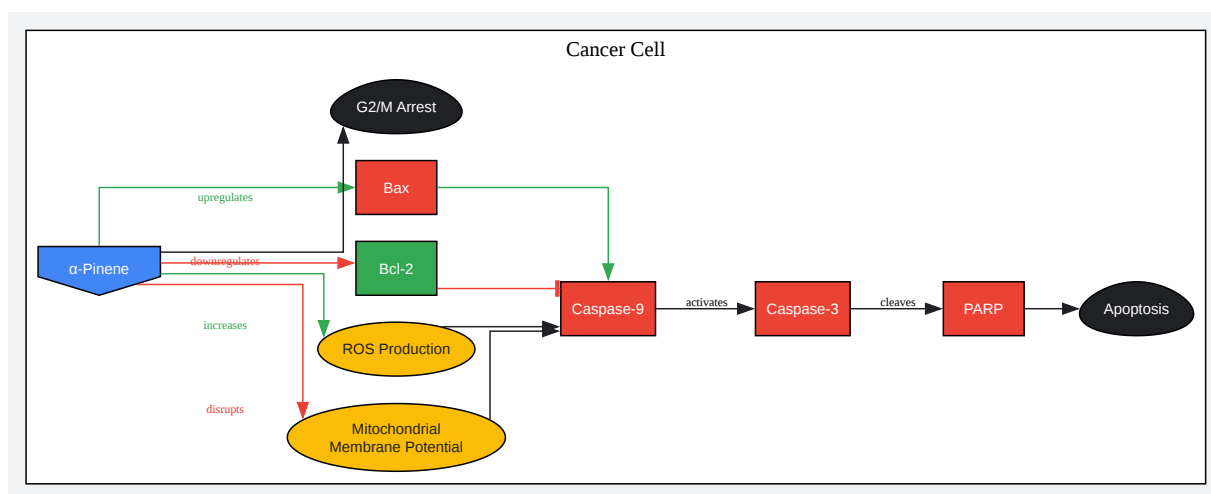 Cancer Cell
G2/M Arrest
Bax
upregulates
α-Pinene
downregulates
Bcl-2
Caspase-9
activates
Caspase-3
cleaves
PARP
Apoptosis
increases
ROS Production
disrupts
Mitochondrial
Membrane Potential